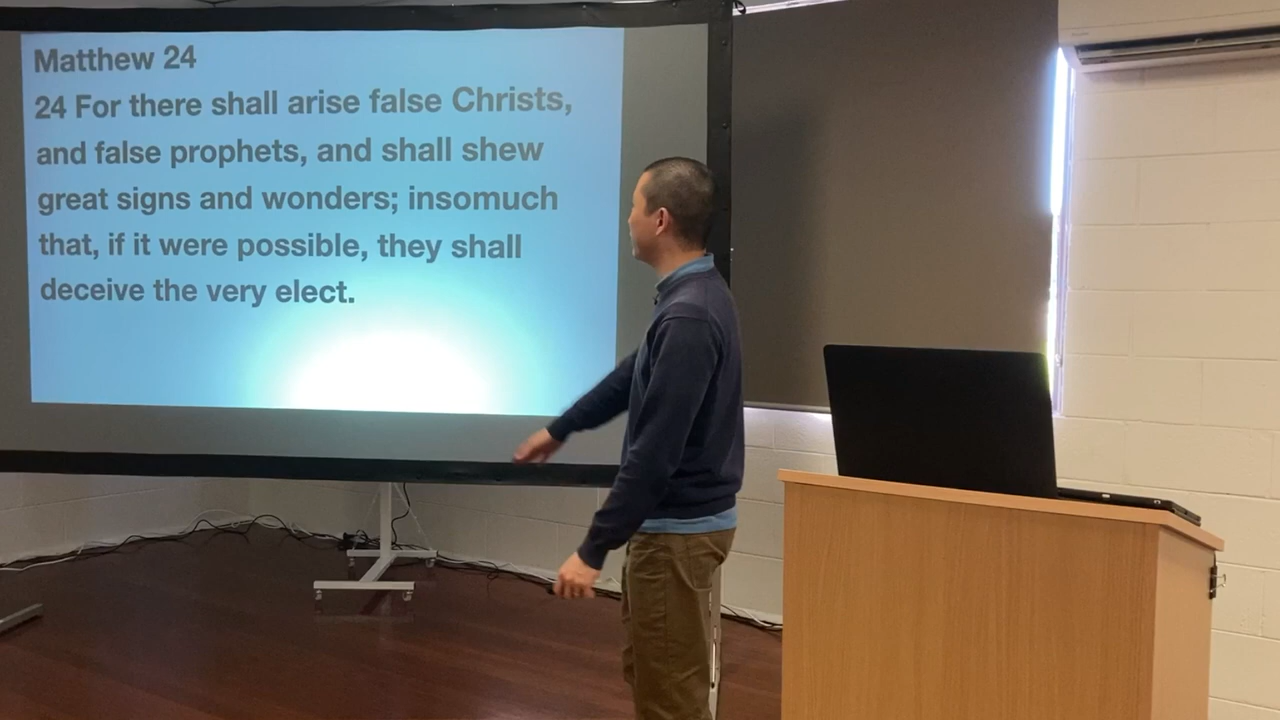 Matthew 24
24 For there shall arise false Christs,
and false prophets, and shall shew
great signs and wonders; insomuch
that, if it were possible, they shall
deceive the very elect.